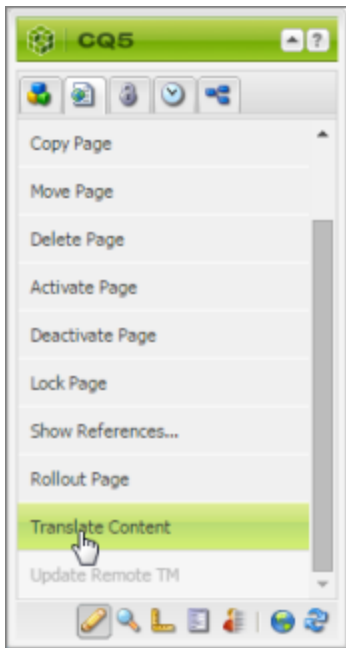 CQ5
?
Copy Page
Move Page
Delete Page
Activate Page
Deactivate Page
Lock Page
Show References...
Rollout Page
Translate Content
Update Remote TM